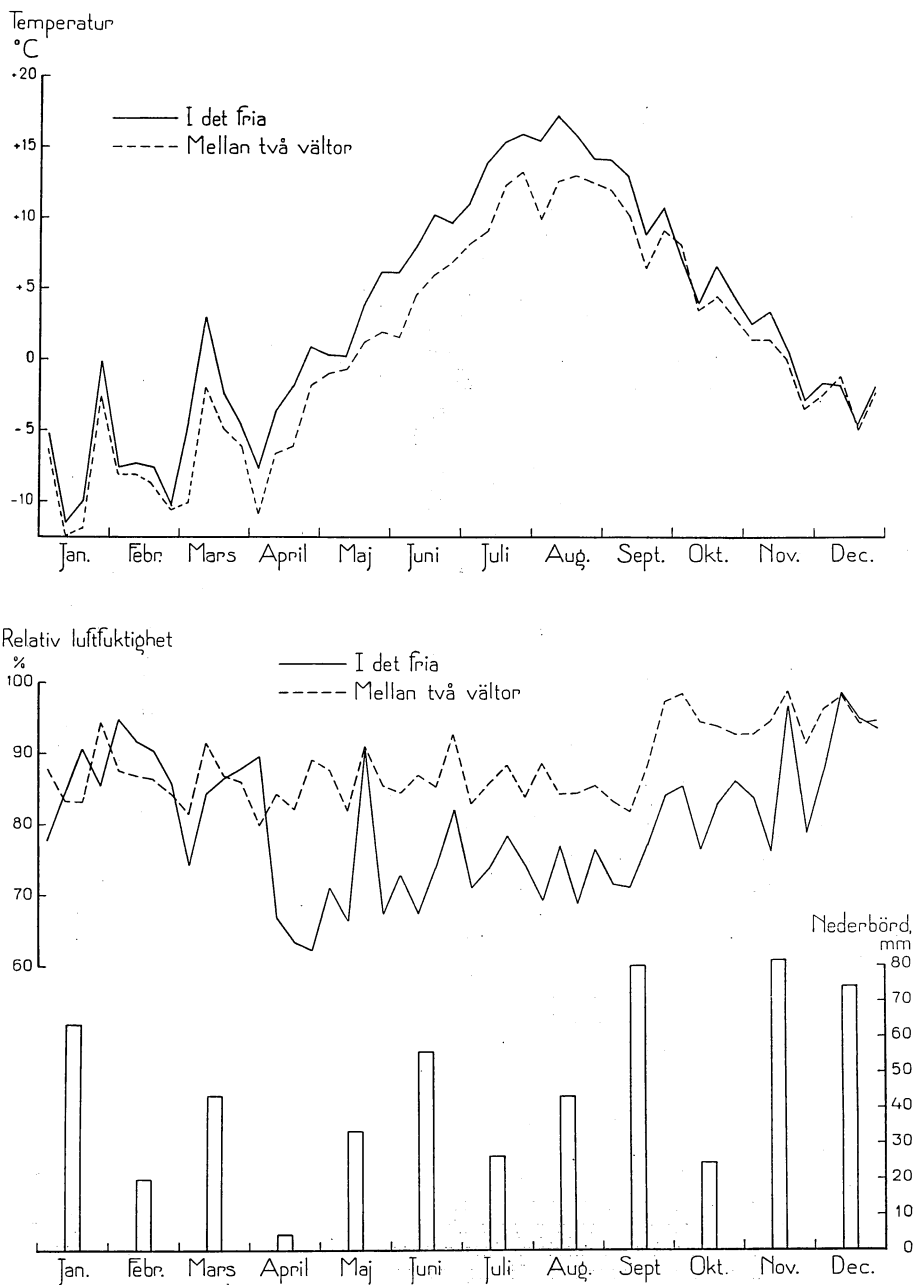 Temperatur
°C
+20
I det fria
Mellan två vältor
+15
+10
+5
0
-5
-10
Jan. Febr. Mars April Maj Juni Juli Aug. Sept. Okt. Nov. Dec.
Relativ luftfuktighet
%
I det fria
Mellan två vältor
100
90
80
70
60
Nederbörd,
mm
80
70
60
50
40
30
20
10
0
Jan. Febr. Mars April Maj Juni Juli Aug. Sept Okt. Nov. Dec.